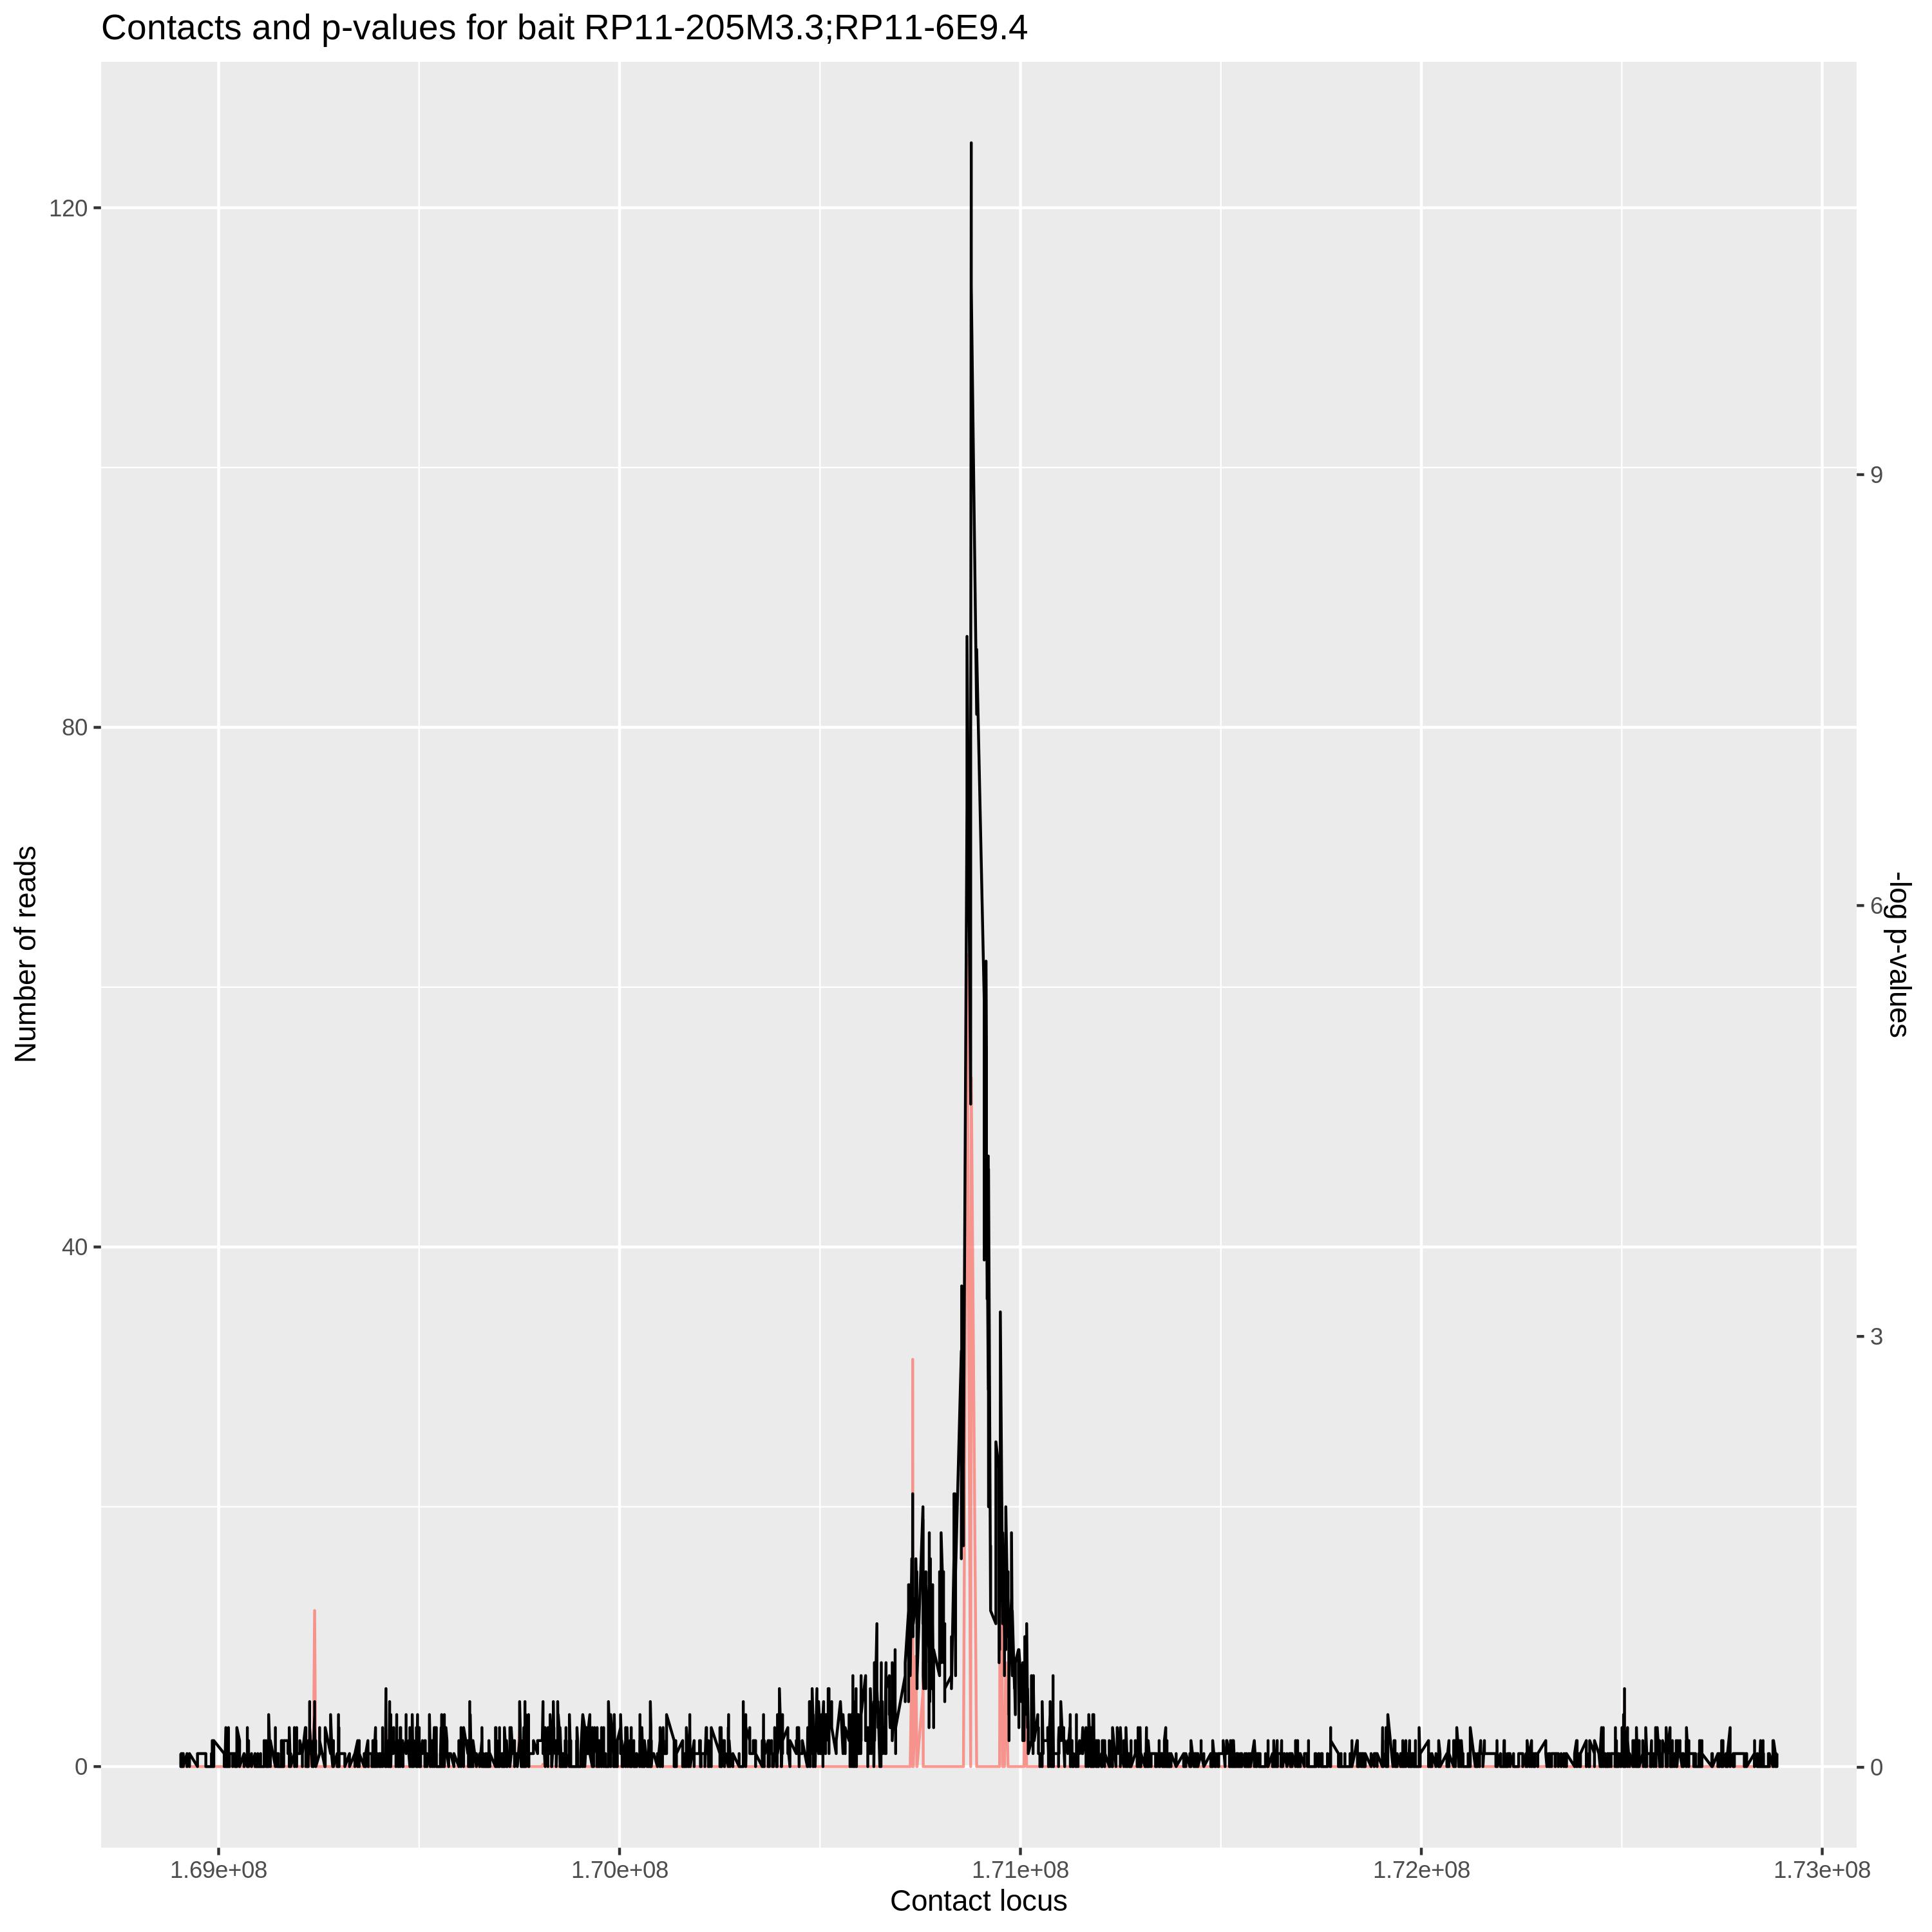 Contacts and p-values for bait RP11-205M3.3;RP11-6E9.4
120
80
40
0
Number of reads
9
6
3
0
-log p-values
1.69e+08
1.70e+08
1.71e+08
1.72e+08
1.73e+08
Contact locus